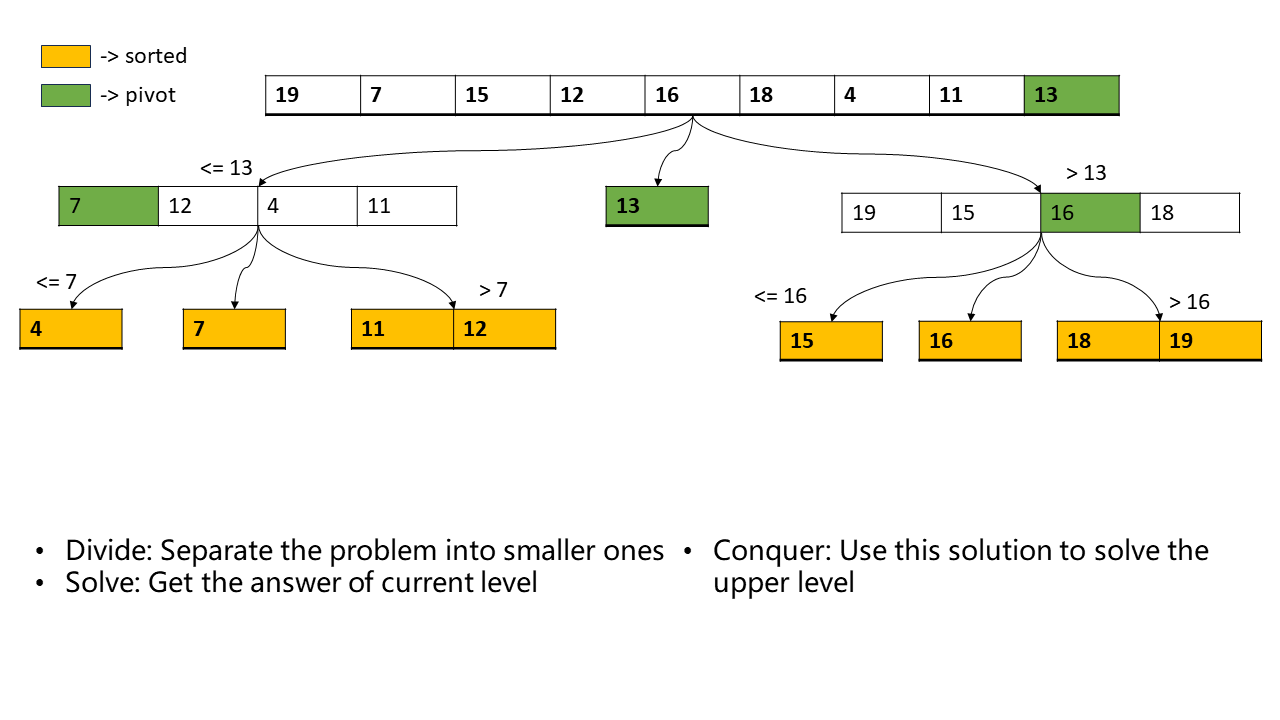 -> sorted
-> pivot
19 7 15 12 16 18 4 11 13
<= 13
> 13
7 12 4 11
13
19 15 16 18
<= 7
> 7
<= 16
> 16
4
7
11 12
15
16
18 19
• Divide: Separate the problem into smaller ones
• Solve: Get the answer of current level
• Conquer: Use this solution to solve the
upper level